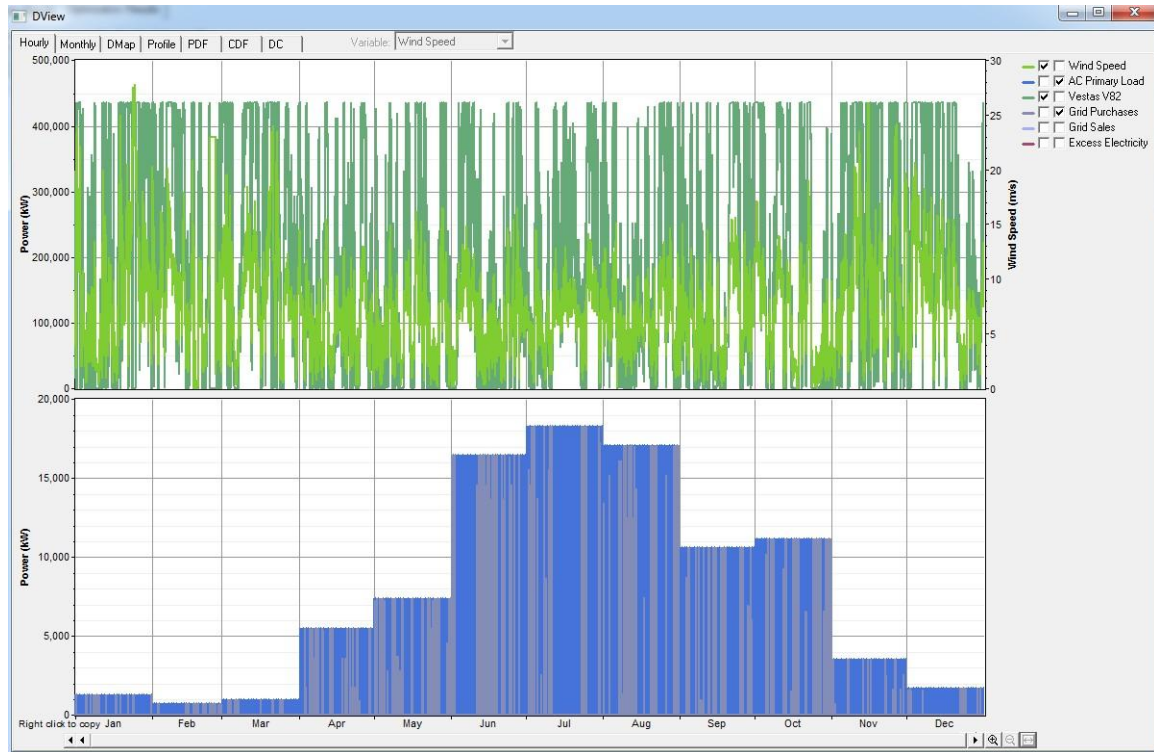 DView
Hourly Monthly DMap Profile PDF CDF DC Variable: Wind Speed
500,000
400,000
300,000
200,000
100,000
0
Power (kW)
30
25
20
15
10
5
0
Wind Speed (m/s)
Wind Speed
AC Primary Load
Vestas V82
Grid Purchases
Grid Sales
Excess Electricity
20,000
15,000
10,000
5,000
0
Power (kW)
Right click to copy Jan Feb Mar Apr May Jun Jul Aug Sep Oct Nov Dec